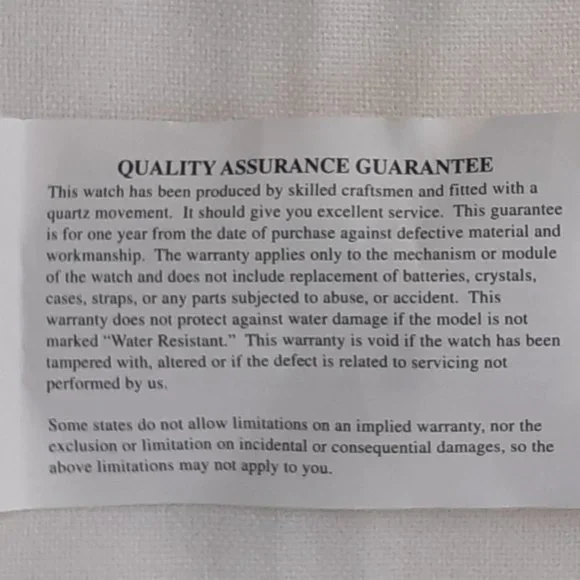 QUALITY ASSURANCE GUARANTEE
This watch has been produced by skilled craftsmen and fitted with a
quartz movement. It should give you excellent service. This guarantee
is for one year from the date of purchase against defective material and
workmanship. The warranty applies only to the mechanism or module
of the watch and does not include replacement of batteries, crystals,
cases, straps, or any parts subjected to abuse, or accident. This
warranty does not protect against water damage if the model is not
marked “Water Resistant.” This warranty is void if the watch has been
tampered with, altered or if the defect is related to servicing not
performed by us.
Some states do not allow limitations on an implied warranty, nor the
exclusion or limitation on incidental or consequential damages, so the
above limitations may not apply to you.